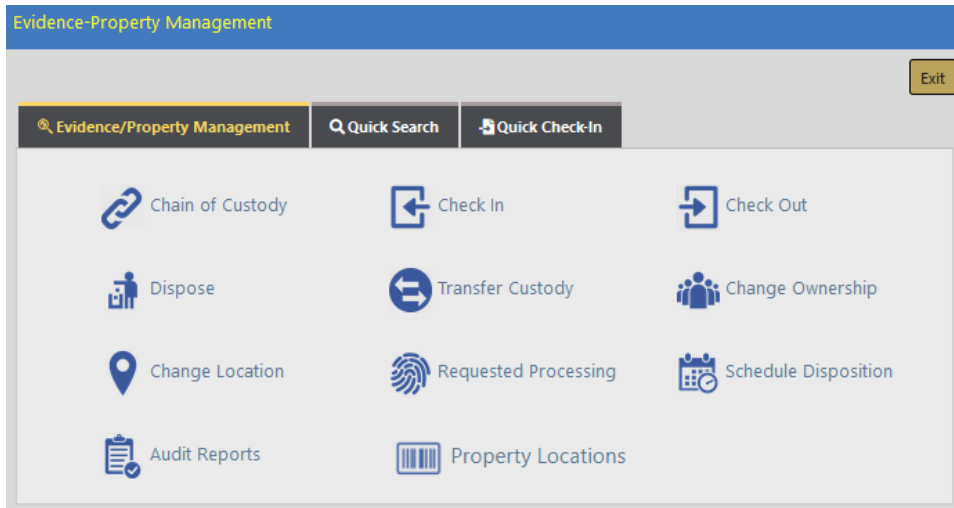 Evidence-Property Management
Exit
Evidence/Property Management
Quick Search
Quick Check-In
Chain of Custody
Check In
Check Out
Dispose
Transfer Custody
Change Ownership
Change Location
Requested Processing
Schedule Disposition
Audit Reports
Property Locations